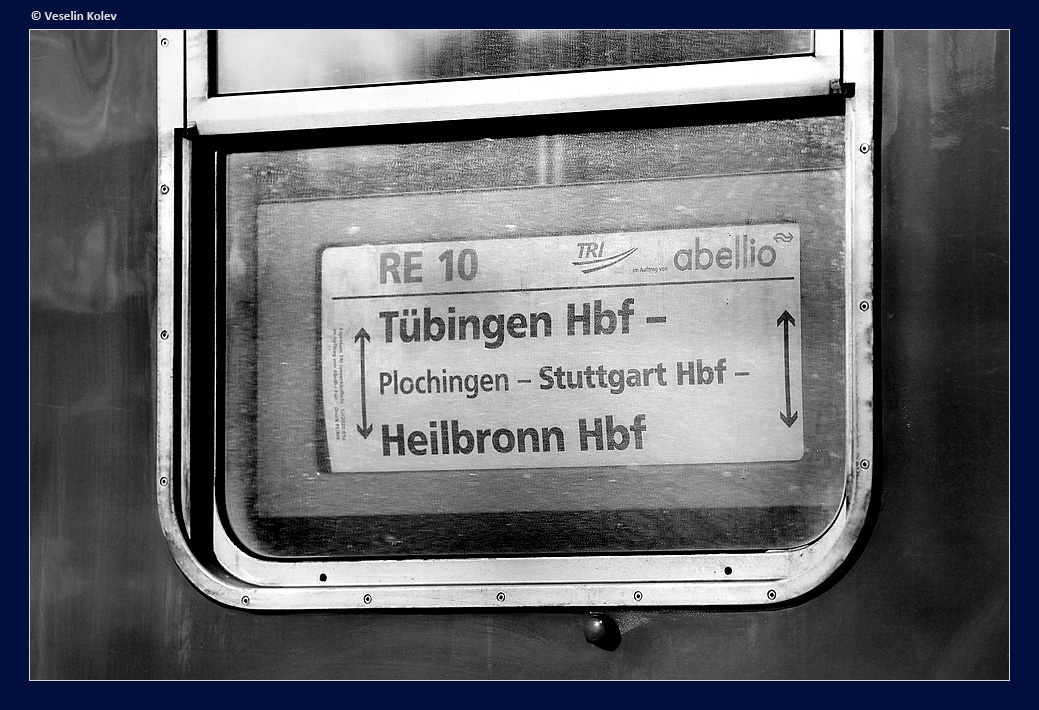 © Veselin Kolev
RE 10 TRI im Auftrag von abellio
Tübingen Hbf –
Plochingen – Stuttgart Hbf –
Heilbronn Hbf